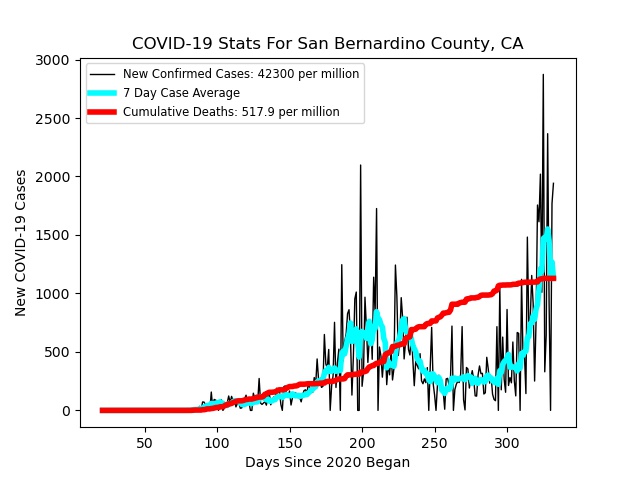 COVID-19 Stats For San Bernardino County, CA
New Confirmed Cases: 42300 per million
7 Day Case Average
Cumulative Deaths: 517.9 per million
New COVID-19 Cases
3000
2500
2000
1500
1000
500
0
50 100 150 200 250 300
Days Since 2020 Began